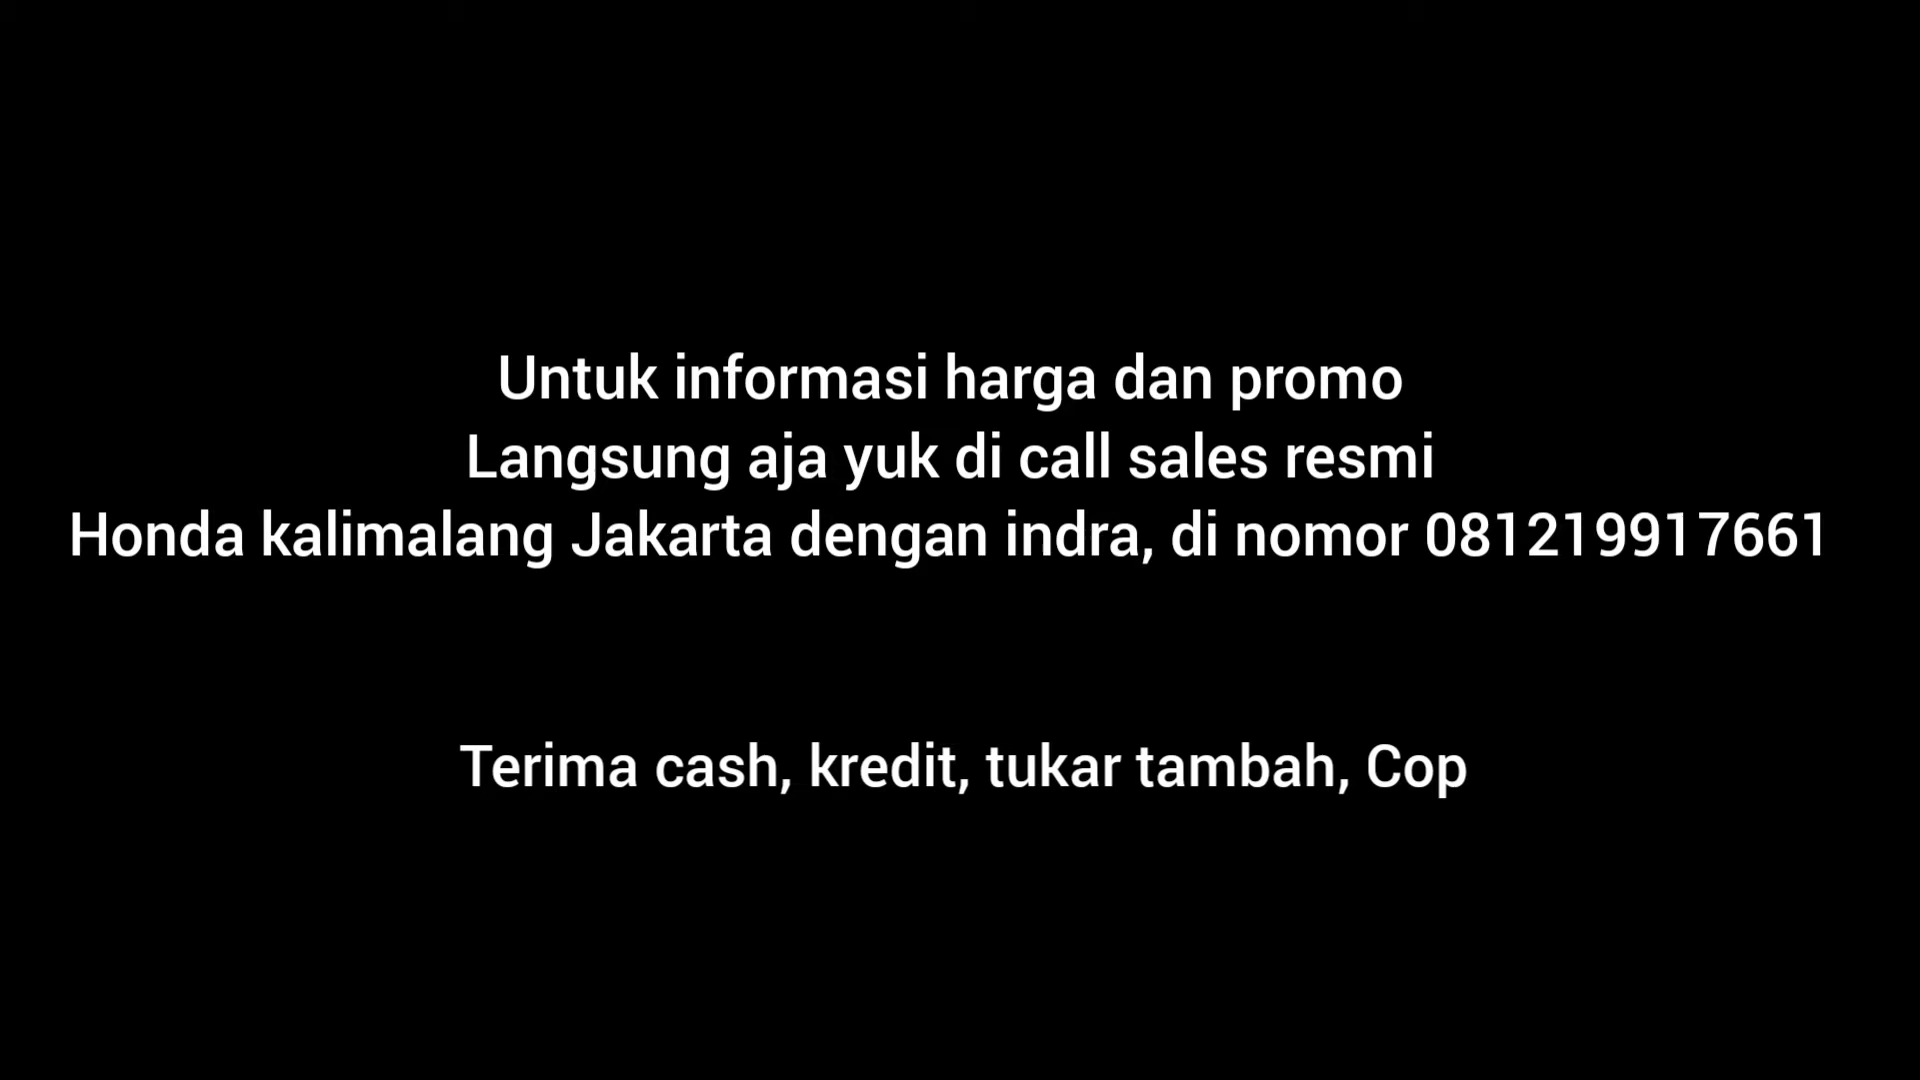 Untuk informasi harga dan promo
Langsung aja yuk di call sales resmi
Honda kalimalang Jakarta dengan indra, di nomor 081219917661
Terima cash, kredit, tukar tambah, Cop